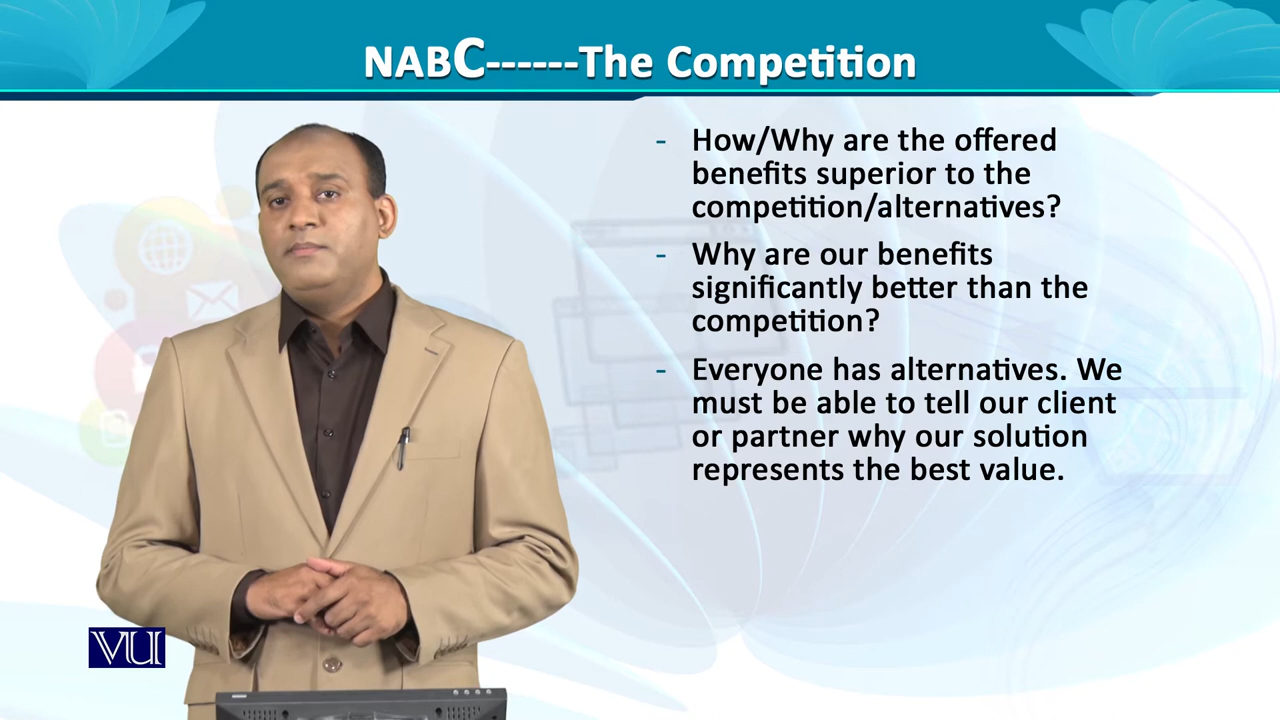 NABC------The Competition
- How/Why are the offered
benefits superior to the
competition/alternatives?
- Why are our benefits
significantly better than the
competition?
- Everyone has alternatives. We
must be able to tell our client
or partner why our solution
represents the best value.
VU